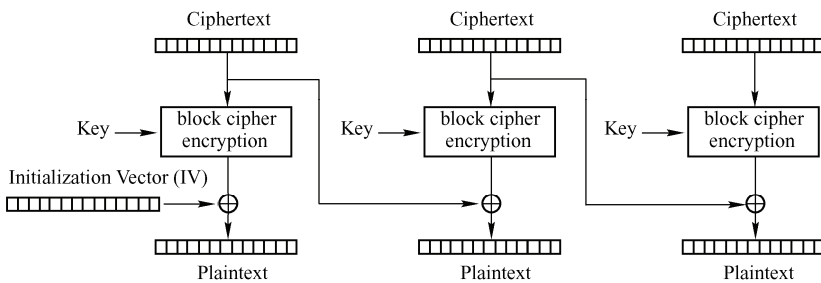 Ciphertext
Ciphertext
Ciphertext
Key
block cipher
encryption
Key
block cipher
encryption
Key
block cipher
encryption
Initialization Vector (IV)
Plaintext
Plaintext
Plaintext